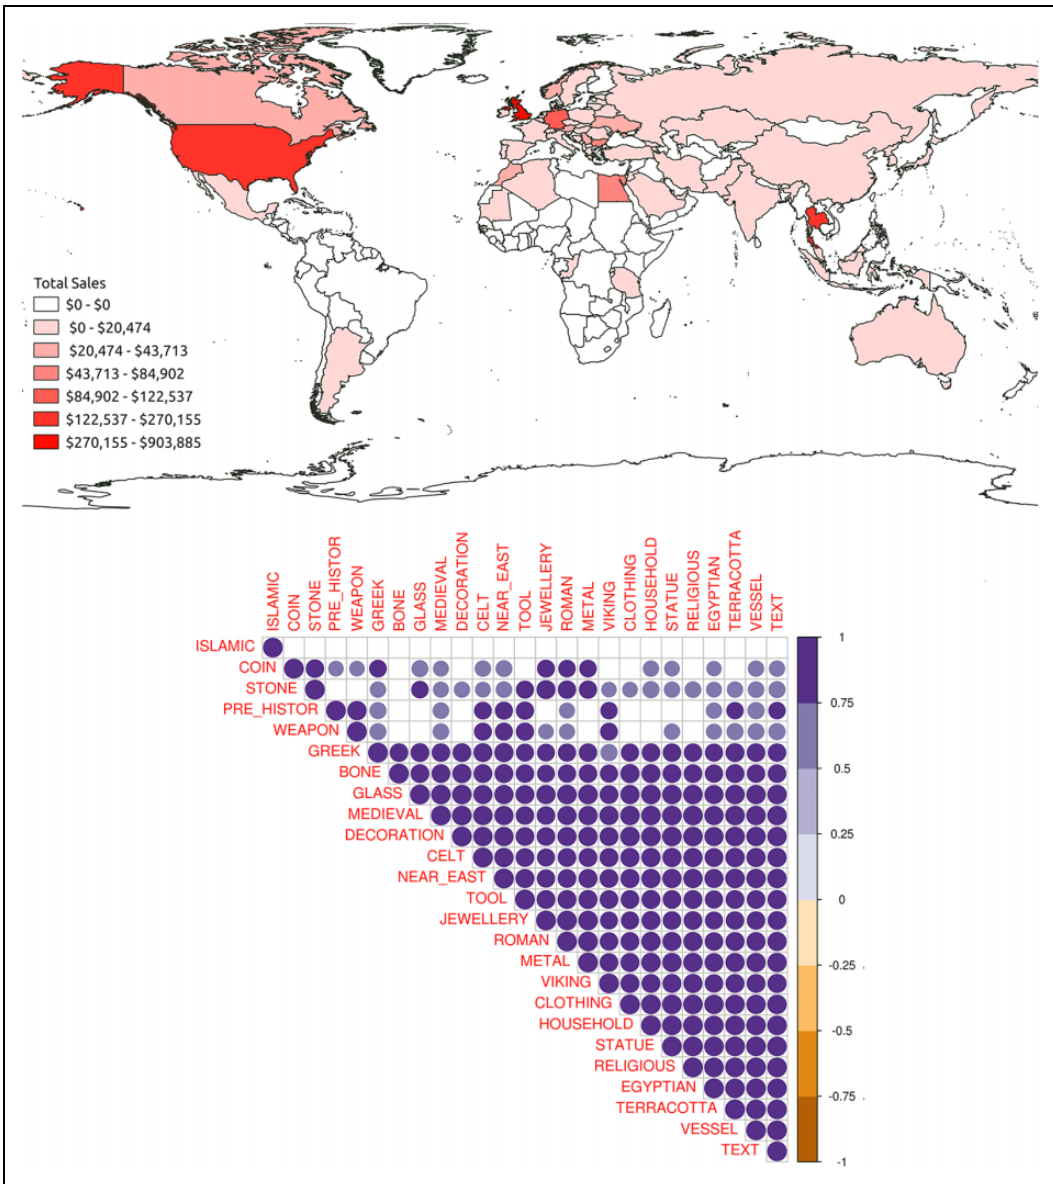 Total Sales
$0 - $0
$0 - $20,474
$20,474 - $43,713
$43,713 - $84,902
$84,902 - $122,537
$122,537 - $270,155
$270,155 - $903,885
ISLAMIC COIN STONE PRE_HISTOR WEAPON GREEK BONE GLASS MEDIEVAL DECORATION CELT NEAR_EAST TOOL JEWELLERY ROMAN METAL VIKING CLOTHING HOUSEHOLD STATUE RELIGIOUS EGYPTIAN TERRACOTTA VESSEL TEXT
ISLAMIC
COIN
STONE
PRE_HISTOR
WEAPON
GREEK
BONE
GLASS
MEDIEVAL
DECORATION
CELT
NEAR_EAST
TOOL
JEWELLERY
ROMAN
METAL
VIKING
CLOTHING
HOUSEHOLD
STATUE
RELIGIOUS
EGYPTIAN
TERRACOTTA
VESSEL
TEXT
1
0.75
0.5
0.25
0
-0.25
-0.5
-0.75
-1